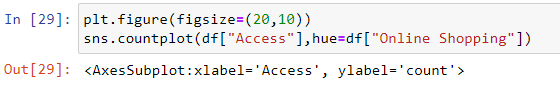 In [29]: plt.figure(figsize=(20,10))
sns.countplot(df["Access"],hue=df["Online Shopping"])
Out[29]: <AxesSubplot:xlabel='Access', ylabel='count'>